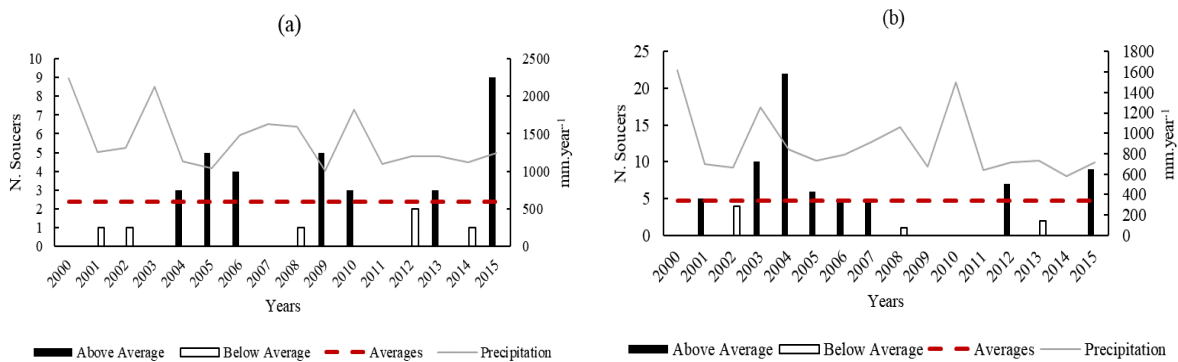 (a)
N. Soucers
10
9
8
7
6
5
4
3
2
1
0
2500
2000
1500
1000
500
0
mm.year⁻¹
2000 2001 2002 2003 2004 2005 2006 2007 2008 2009 2010 2011 2012 2013 2014 2015
Years
Above Average Below Average Averages Precipitation
(b)
N. Soucers
25
20
15
10
5
0
1800
1600
1400
1200
1000
800
600
400
200
0
mm.year⁻¹
2000 2001 2002 2003 2004 2005 2006 2007 2008 2009 2010 2011 2012 2013 2014 2015
Years
Above Average Below Average Averages Precipitation